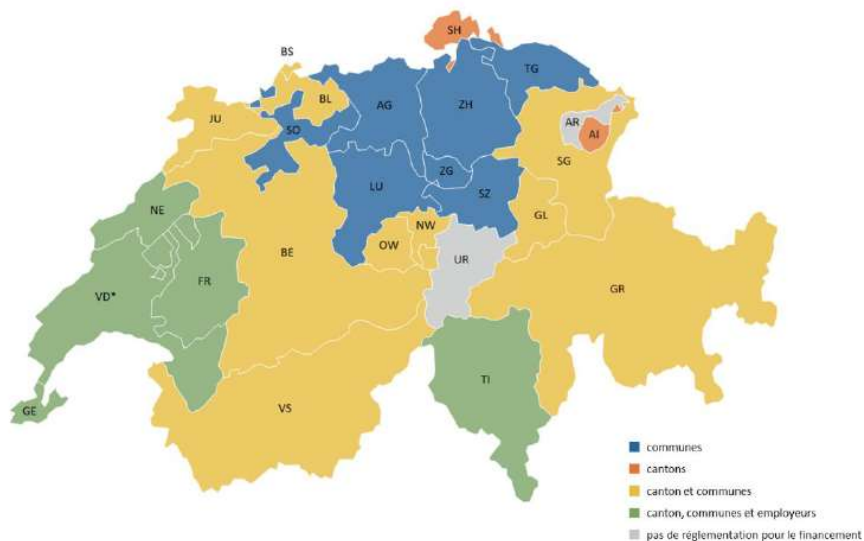 SH
BS
TG
BL
AG
ZH
JU
AR
SO
AI
ZG
SG
LU
SZ
NE
NW
GL
OW
BE
UR
FR
GR
VD*
TI
VS
GE
communes
cantons
canton et communes
canton, communes et employeurs
pas de réglementation pour le financement